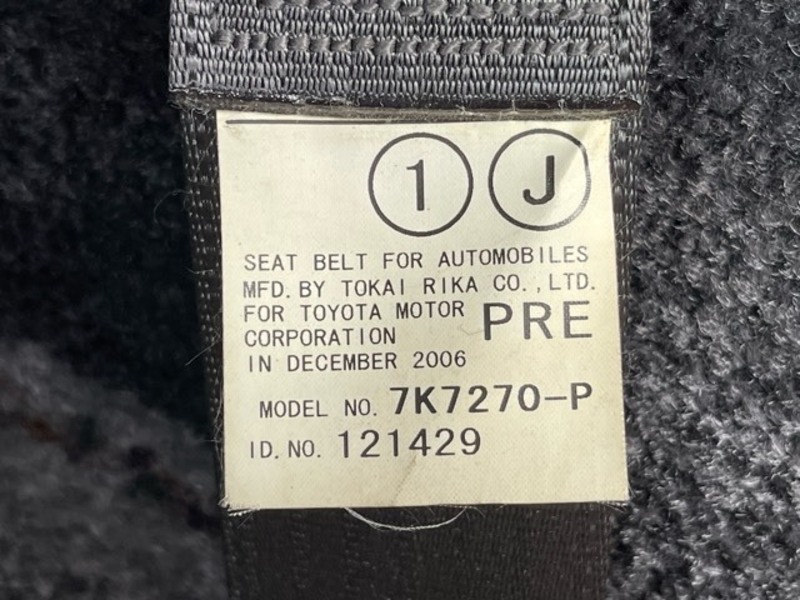 1 J
SEAT BELT FOR AUTOMOBILES
MFD. BY TOKAI RIKA CO.,LTD.
FOR TOYOTA MOTOR
CORPORATION PRE
IN DECEMBER 2006
MODEL NO. 7K7270-P
ID. NO. 121429